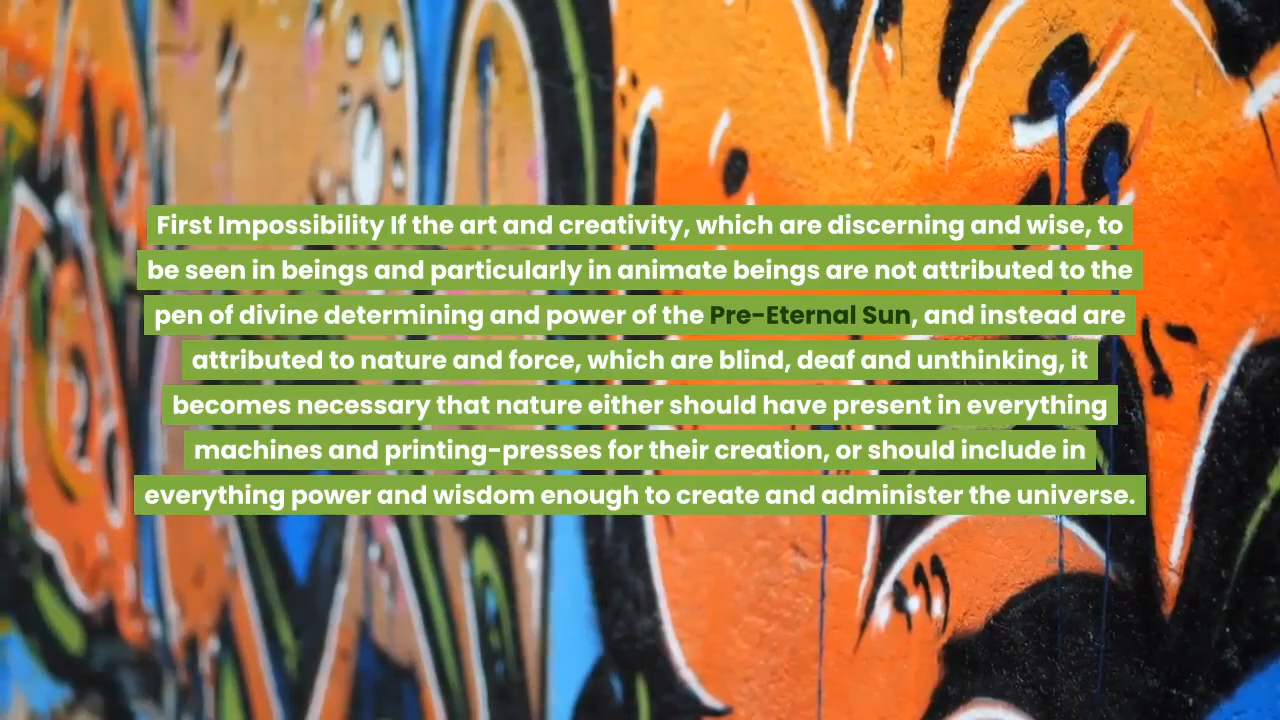 First Impossibility If the art and creativity, which are discerning and wise, to
be seen in beings and particularly in animate beings are not attributed to the
pen of divine determining and power of the Pre-Eternal Sun, and instead are
attributed to nature and force, which are blind, deaf and unthinking, it
becomes necessary that nature either should have present in everything
machines and printing-presses for their creation, or should include in
everything power and wisdom enough to create and administer the universe.